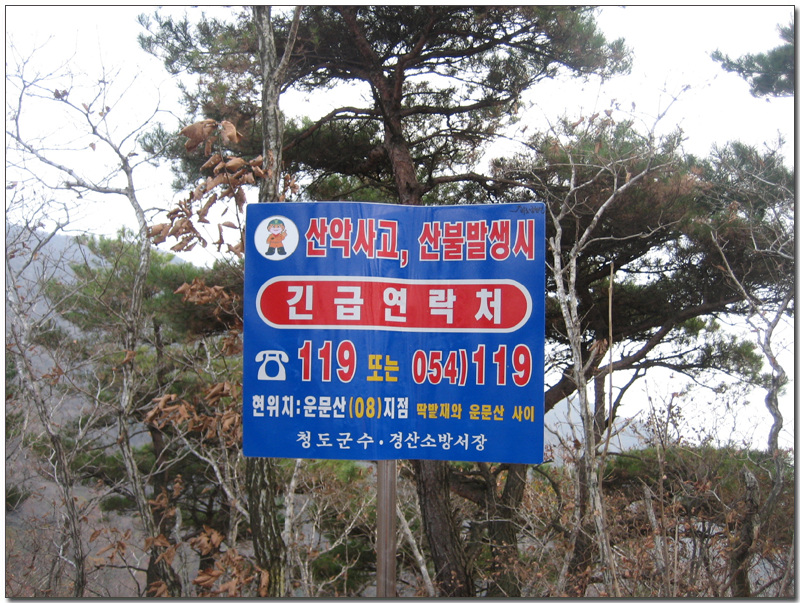 산악사고, 산불발생시
긴급연락처
119 또는 054)119
현위치:운문산(08)지점 딱밭재와 운문산 사이
청도군수·경산소방서장